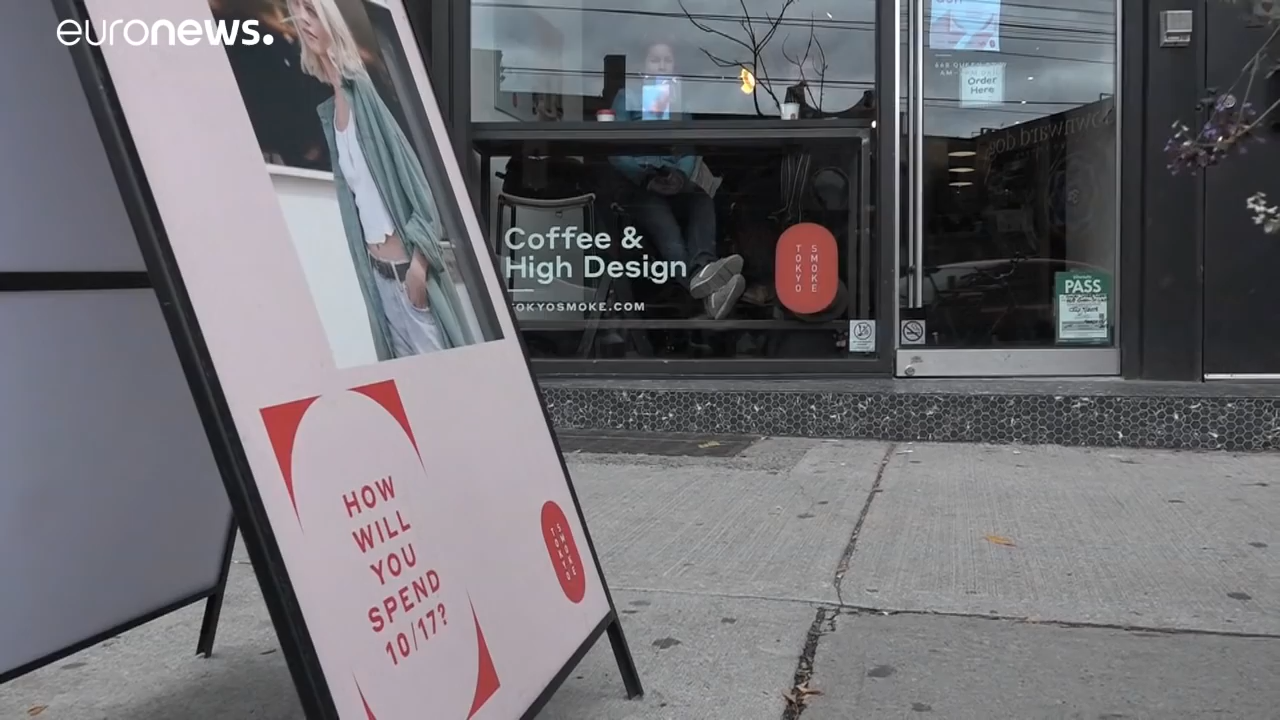 euronews.
Order
Here
Coffee &
High Design
TOKYOSMOKE.COM
TOKYO
SMOKE
PASS
HOW
WILL
YOU
SPEND
10/17?
TOKYO
SMOKE